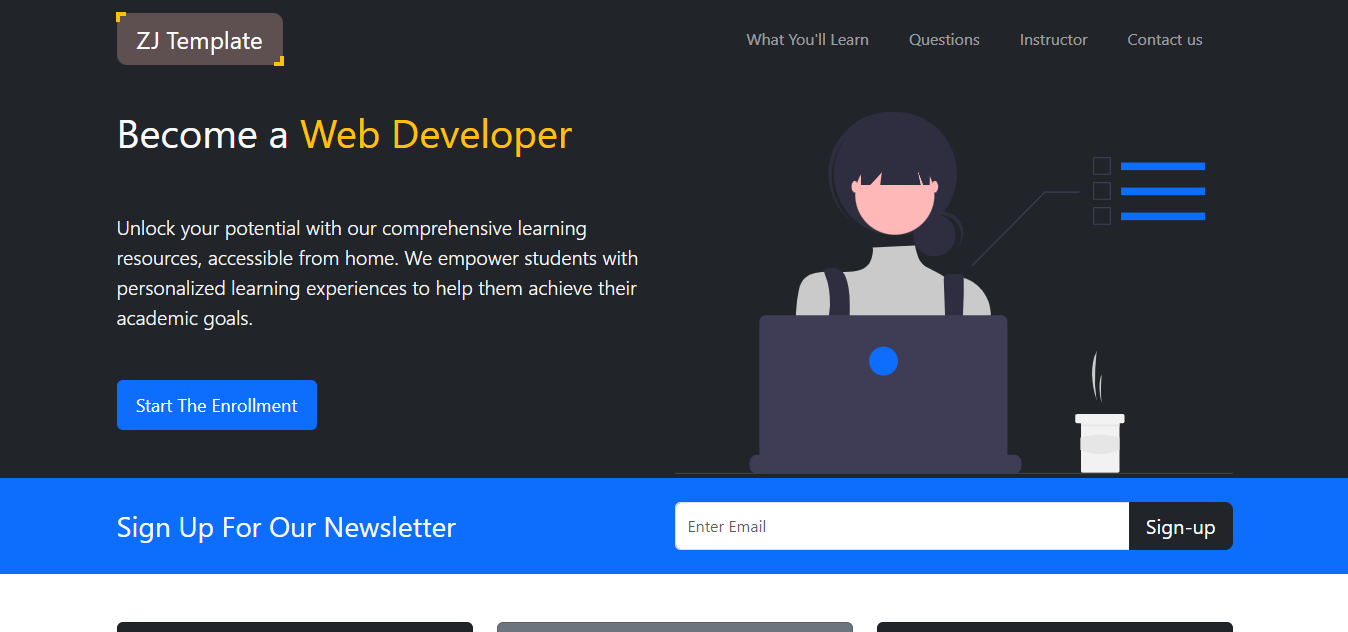 ZJ Template
What You'll Learn
Questions
Instructor
Contact us
Become a Web Developer
Unlock your potential with our comprehensive learning
resources, accessible from home. We empower students with
personalized learning experiences to help them achieve their
academic goals.
Start The Enrollment
Sign Up For Our Newsletter
Enter Email
Sign-up